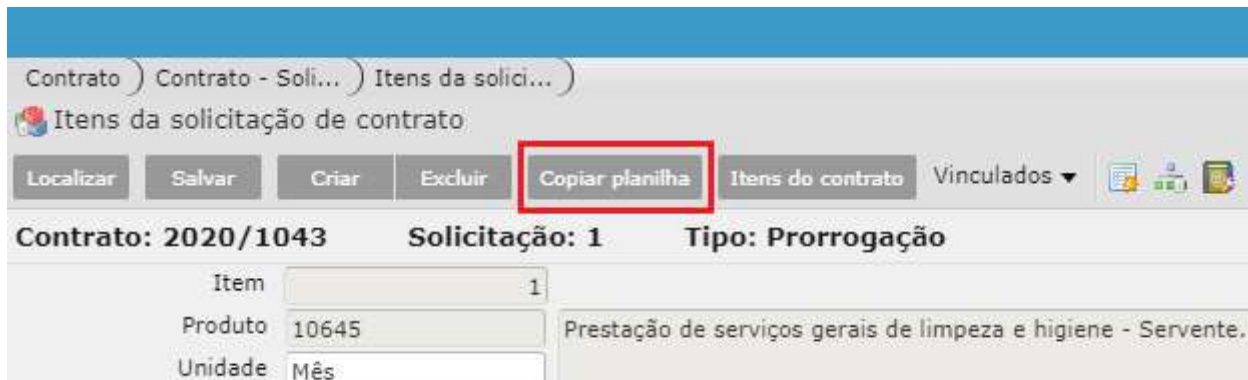 Contrato ) Contrato - Soli... ) Itens da solici... )
Itens da solicitação de contrato
Localizar Salvar Criar Excluir Copiar planilha Itens do contrato Vinculados
Contrato: 2020/1043 Solicitação: 1 Tipo: Prorrogação
Item 1
Produto 10645 Prestação de serviços gerais de limpeza e higiene - Servente.
Unidade Mês